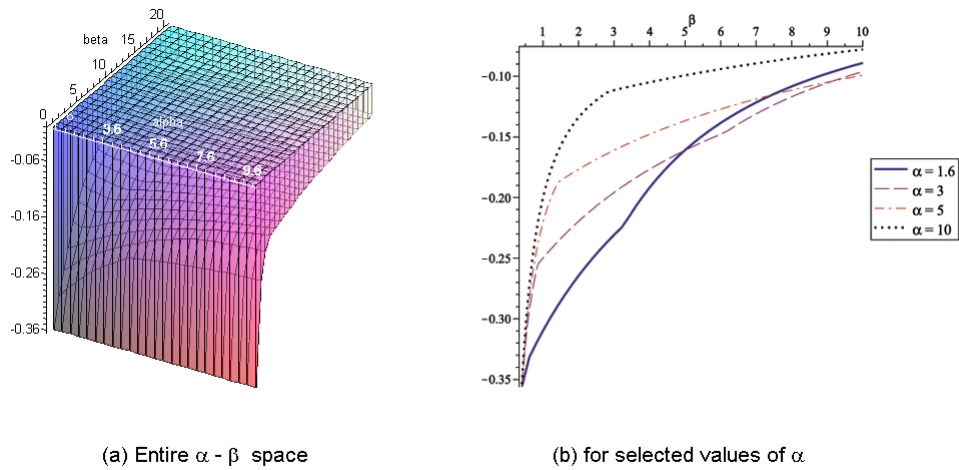 20
beta
15
10
5
0
alpha
3.6
5.6
7.6
9.6
-0.06
-0.16
-0.26
-0.36
β
1 2 3 4 5 6 7 8 9 10
−0.10
−0.15
−0.20
−0.25
−0.30
−0.35
α = 1.6
α = 3
α = 5
α = 10
(a) Entire α - β space
(b) for selected values of α